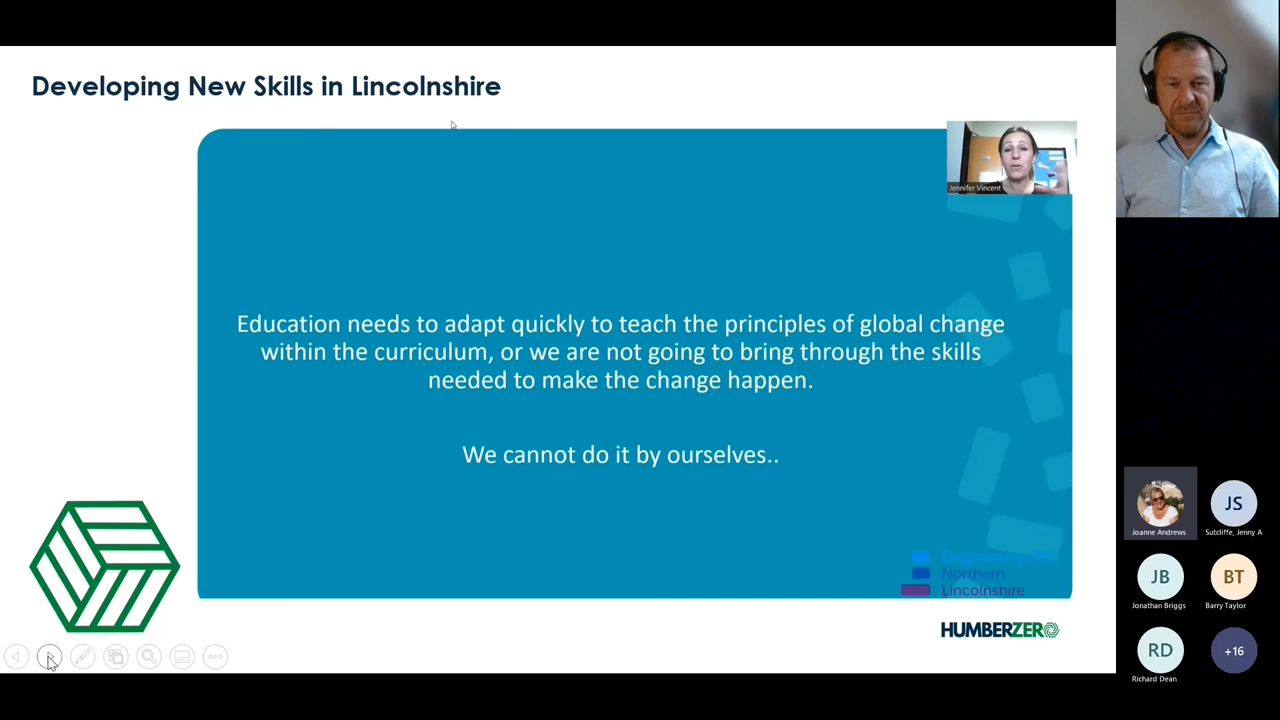 Developing New Skills in Lincolnshire
Jennifer Vincent
Education needs to adapt quickly to teach the principles of global change
within the curriculum, or we are not going to bring through the skills
needed to make the change happen.
We cannot do it by ourselves..
Northern
Lincolnshire
HUMBERZERO
Joanne Andrews
JS
Sutcliffe, Jenny A
JB
Jonathan Briggs
BT
Barry Taylor
RD
Richard Dean
+16